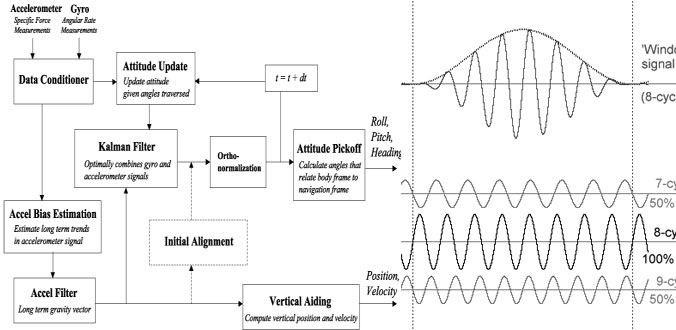 Accelerometer
Specific Force
Measurements
Gyro
Angular Rate
Measurements
Data Conditioner
Attitude Update
Update attitude
given angles traversed
t = t + dt
Kalman Filter
Optimally combines gyro and
accelerometer signals
Ortho-
normalization
Attitude Pickoff
Calculate angles that
relate body frame to
navigation frame
Roll,
Pitch,
Heading
Accel Bias Estimation
Estimate long term trends
in accelerometer signal
Initial Alignment
Accel Filter
Long term gravity vector
Vertical Aiding
Compute vertical position and velocity
Position,
Velocity
'Windo
signal
(8-cyc
7-cy
50%
8-cy
100%
9-cy
50%